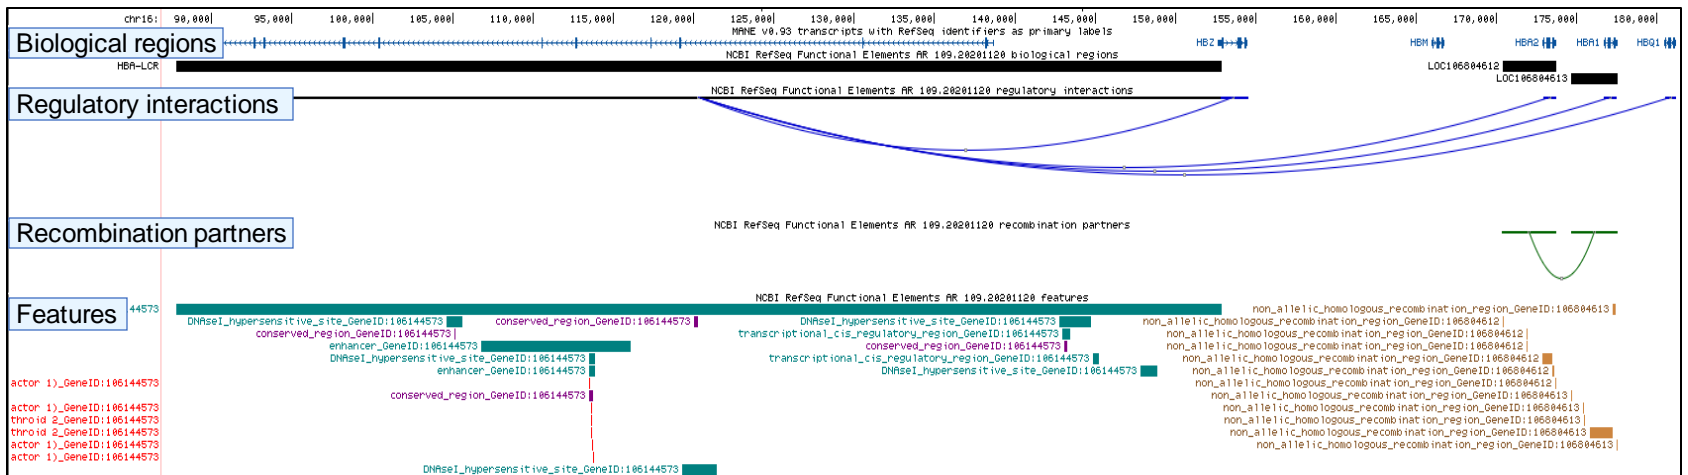 chr16: 90,000| 95,000| 100,000| 105,000| 110,000| 115,000| 120,000| 125,000| 130,000| 135,000| 140,000| 145,000| 150,000| 155,000| 160,000| 165,000| 170,000| 175,000| 180,000|
MANE v0.93 transcripts with RefSeq identifiers as primary labels
Biological regions
HBZ HBM HBA2 HBA1 HBQ1
NCBI RefSeq Functional Elements AR 109.20201120 biological regions
HBA-LCR LOC106804612
LOC106804613
NCBI RefSeq Functional Elements AR 109.20201120 regulatory interactions
Regulatory interactions
NCBI RefSeq Functional Elements AR 109.20201120 recombination partners
Recombination partners
NCBI RefSeq Functional Elements AR 109.20201120 features
Features
44573 non_allelic_homologous_recombination_region_GeneID:106804613
DNAseI_hypersensitive_site_GeneID:106144573 conserved_region_GeneID:106144573 DNAseI_hypersensitive_site_GeneID:106144573 non_allelic_homologous_recombination_region_GeneID:106804612
conserved_region_GeneID:106144573 transcriptional_cis_regulatory_region_GeneID:106144573 non_allelic_homologous_recombination_region_GeneID:106804612
enhancer_GeneID:106144573 conserved_region_GeneID:106144573 non_allelic_homologous_recombination_region_GeneID:106804612
DNAseI_hypersensitive_site_GeneID:106144573 transcriptional_cis_regulatory_region_GeneID:106144573 non_allelic_homologous_recombination_region_GeneID:106804612
enhancer_GeneID:106144573 DNAseI_hypersensitive_site_GeneID:106144573 non_allelic_homologous_recombination_region_GeneID:106804612
actor 1)_GeneID:106144573 non_allelic_homologous_recombination_region_GeneID:106804612
conserved_region_GeneID:106144573 non_allelic_homologous_recombination_region_GeneID:106804613
actor 1)_GeneID:106144573 non_allelic_homologous_recombination_region_GeneID:106804613
throid 2_GeneID:106144573 non_allelic_homologous_recombination_region_GeneID:106804613
throid 2_GeneID:106144573 non_allelic_homologous_recombination_region_GeneID:106804613
actor 1)_GeneID:106144573 non_allelic_homologous_recombination_region_GeneID:106804613
actor 1)_GeneID:106144573
DNAseI_hypersensitive_site_GeneID:106144573